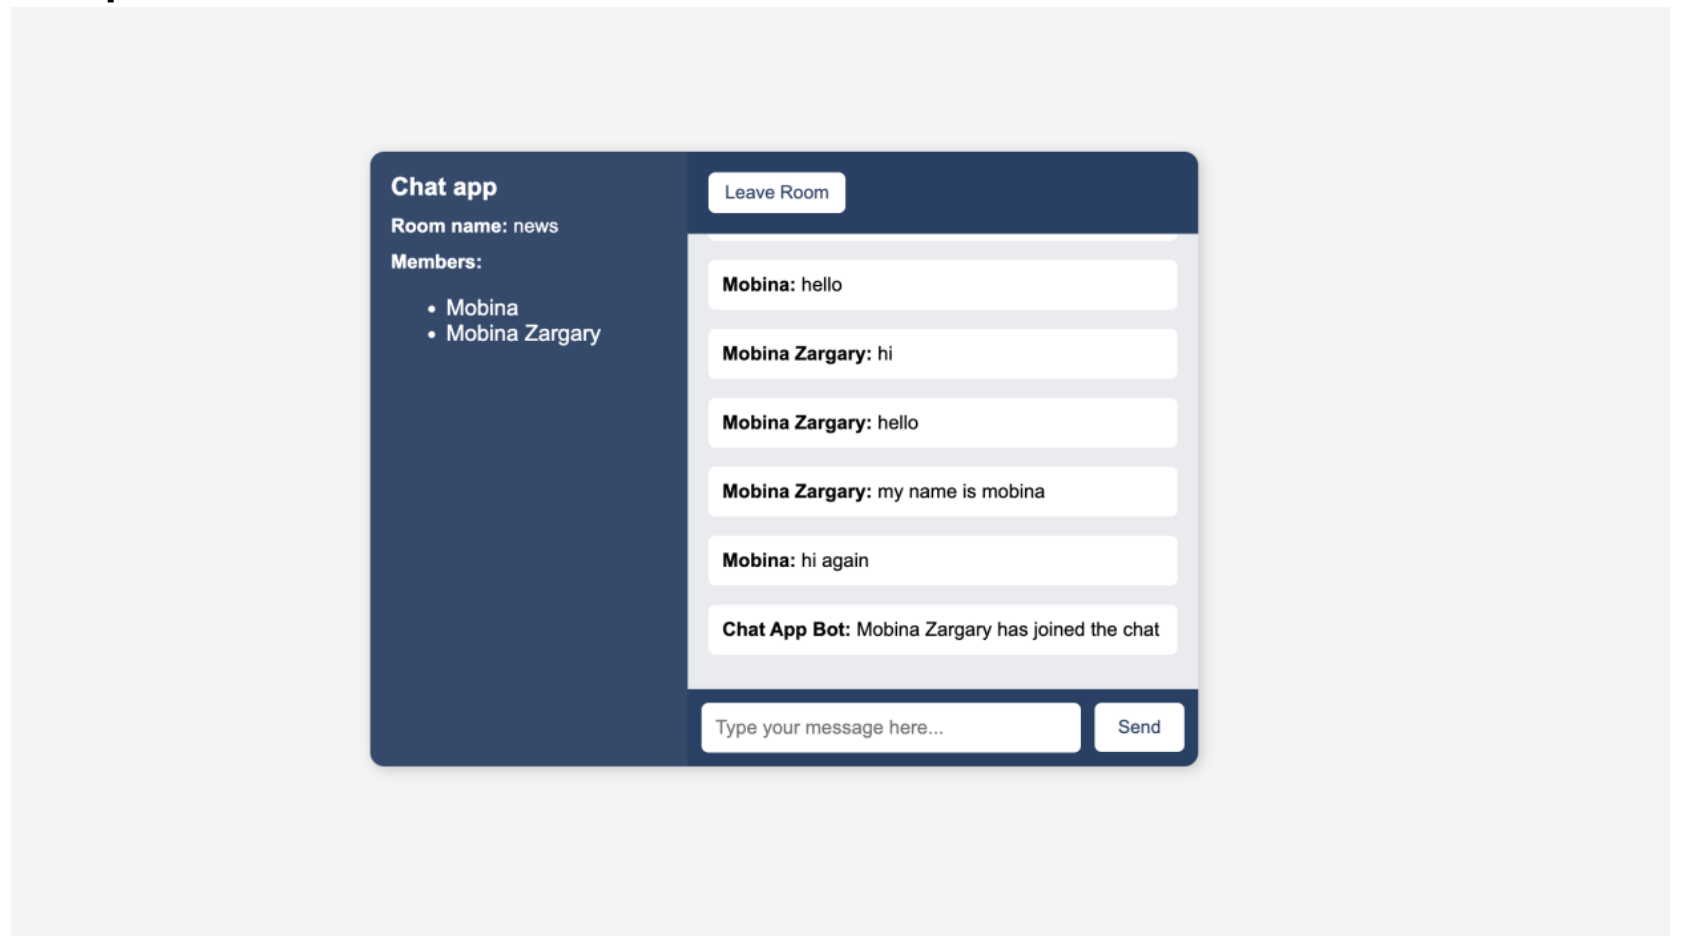 Chat app
Room name: news
Members:
• Mobina
• Mobina Zargary
Leave Room
Mobina: hello
Mobina Zargary: hi
Mobina Zargary: hello
Mobina Zargary: my name is mobina
Mobina: hi again
Chat App Bot: Mobina Zargary has joined the chat
Type your message here...
Send